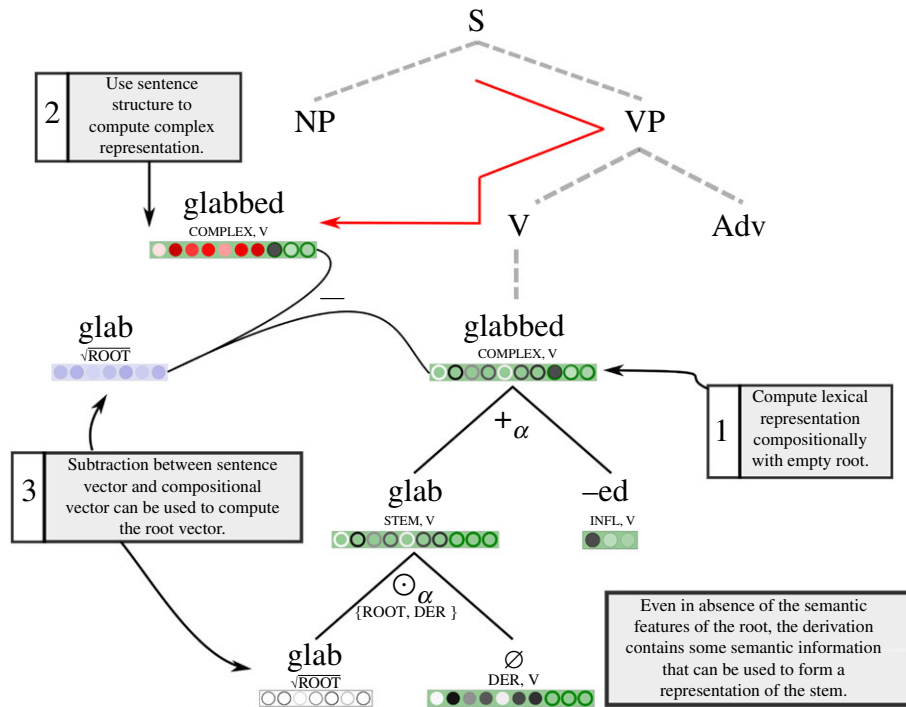 S
NP
VP
V
Adv
2
Use sentence
structure to
compute complex
representation.
glabbed
COMPLEX, V
—
glab
√ROOT
glabbed
COMPLEX, V
1
Compute lexical
representation
compositionally
with empty root.
+α
3
Subtraction between sentence
vector and compositional
vector can be used to compute
the root vector.
glab
STEM, V
–ed
INFL, V
⊙α
{ROOT, DER }
glab
√ROOT
∅
DER, V
Even in absence of the semantic
features of the root, the derivation
contains some semantic information
that can be used to form a
representation of the stem.